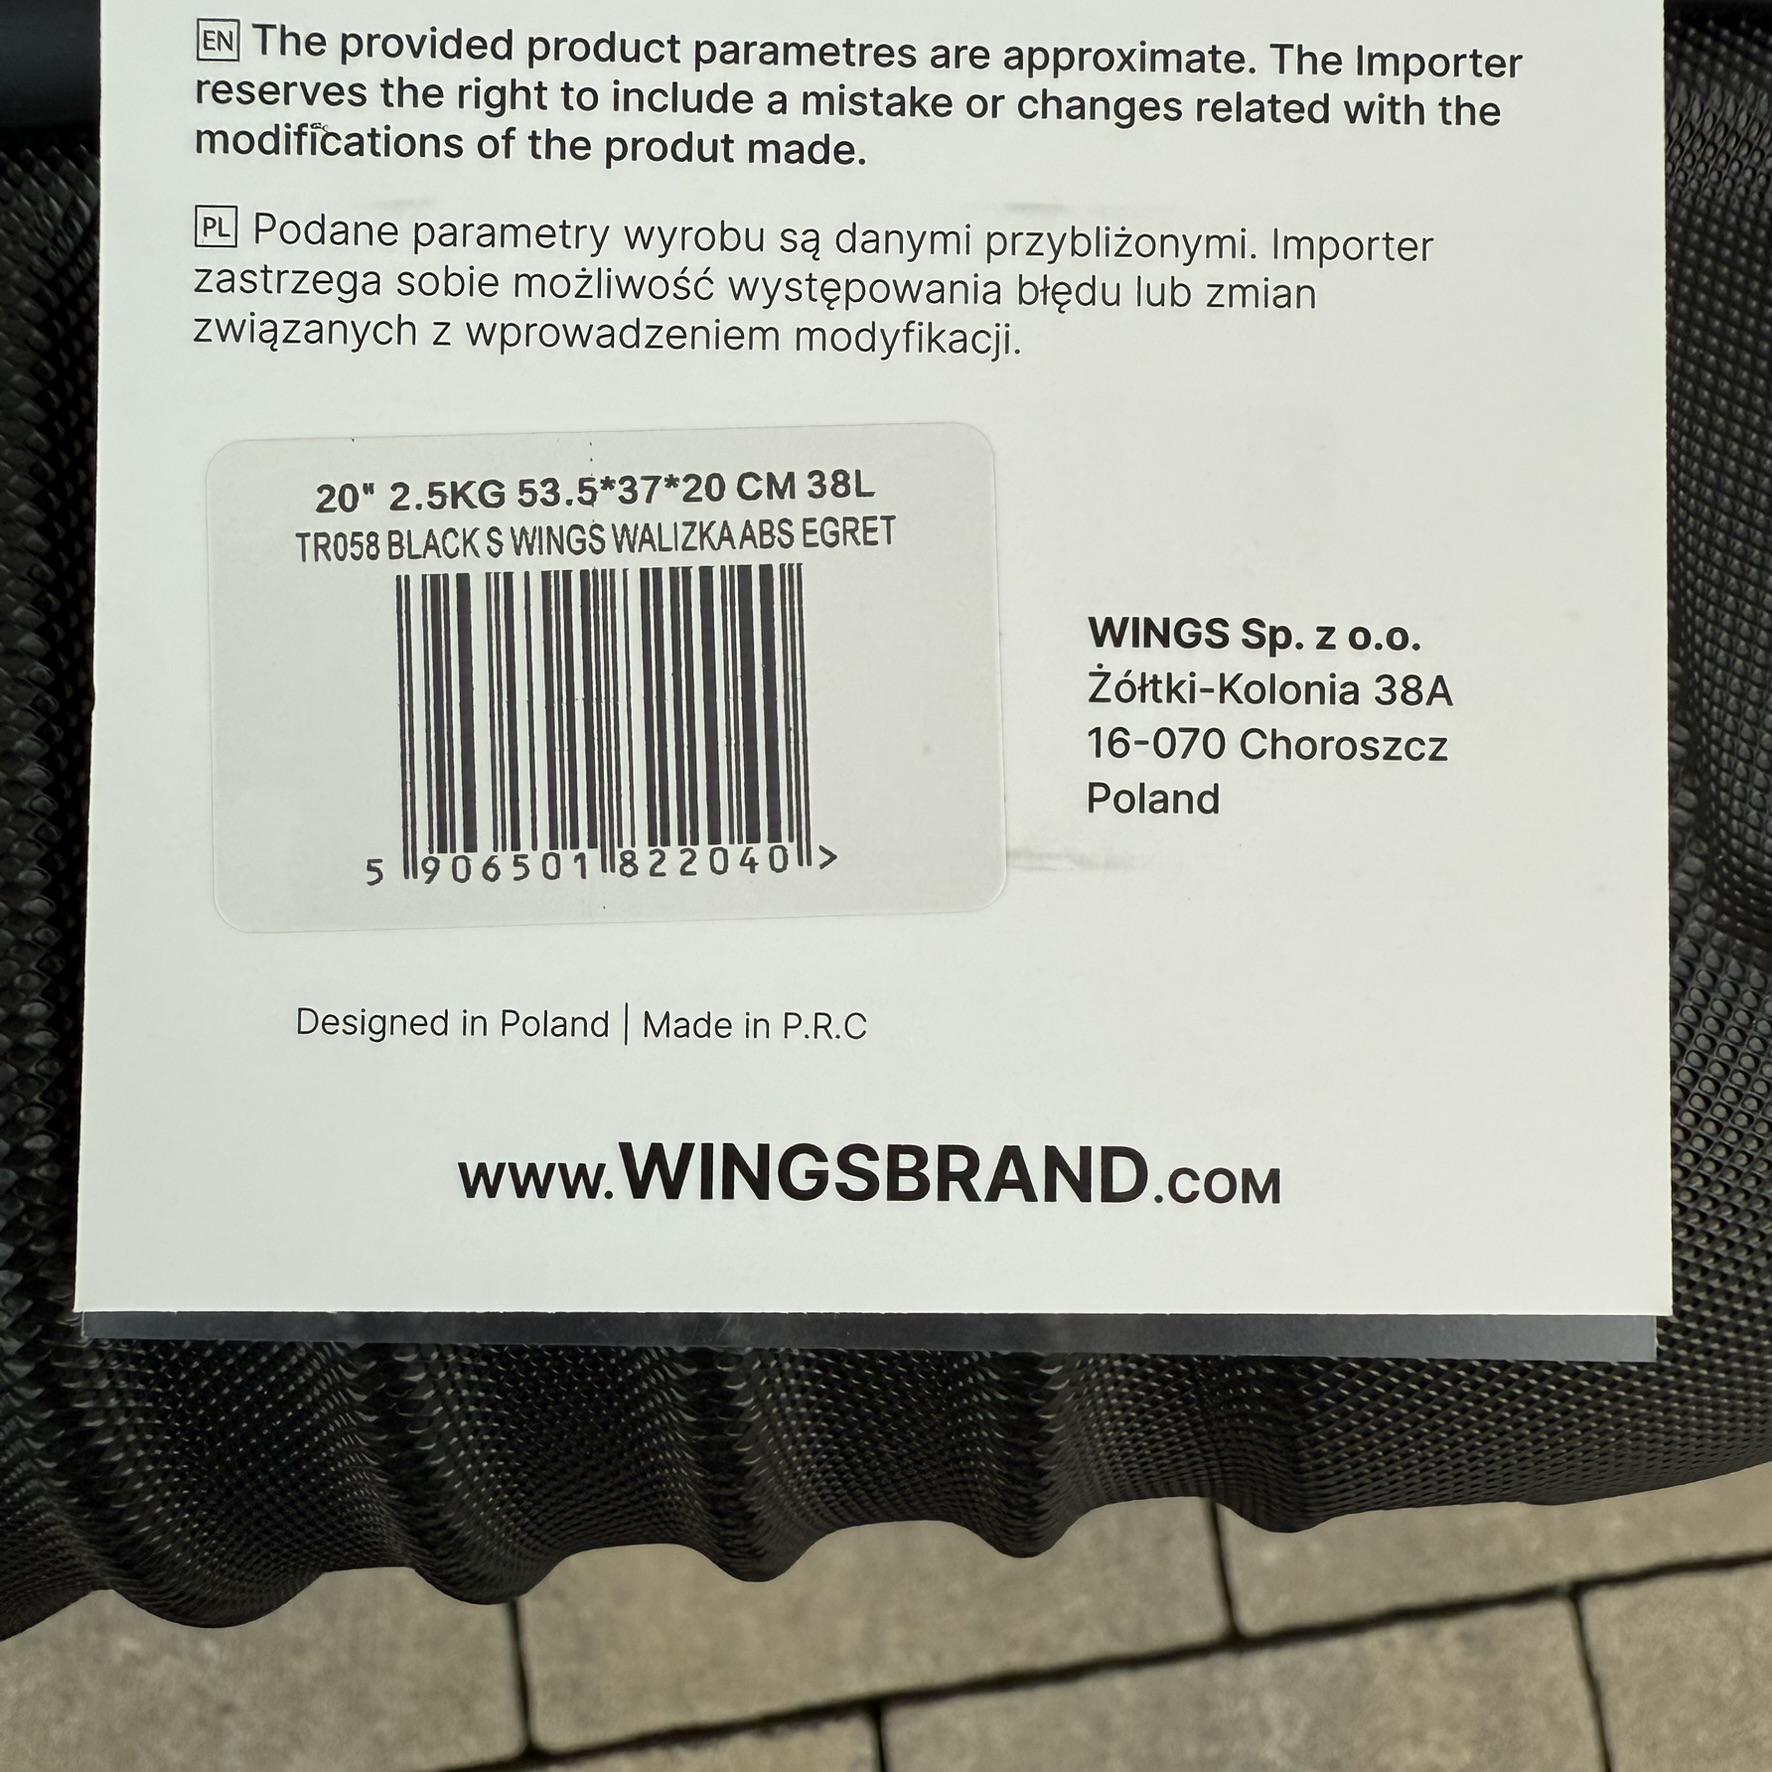 EN The provided product parametres are approximate. The Importer
reserves the right to include a mistake or changes related with the
modifications of the produt made.
PL Podane parametry wyrobu są danymi przybliżonymi. Importer
zastrzega sobie możliwość występowania błędu lub zmian
związanych z wprowadzeniem modyfikacji.
20" 2.5KG 53.5*37*20 CM 38L
TR058 BLACK S WINGS WALIZKA ABS EGRET
5 906501 822040 >
WINGS Sp. z o.o.
Żółtki-Kolonia 38A
16-070 Choroszcz
Poland
Designed in Poland | Made in P.R.C
www.WINGSBRAND.COM